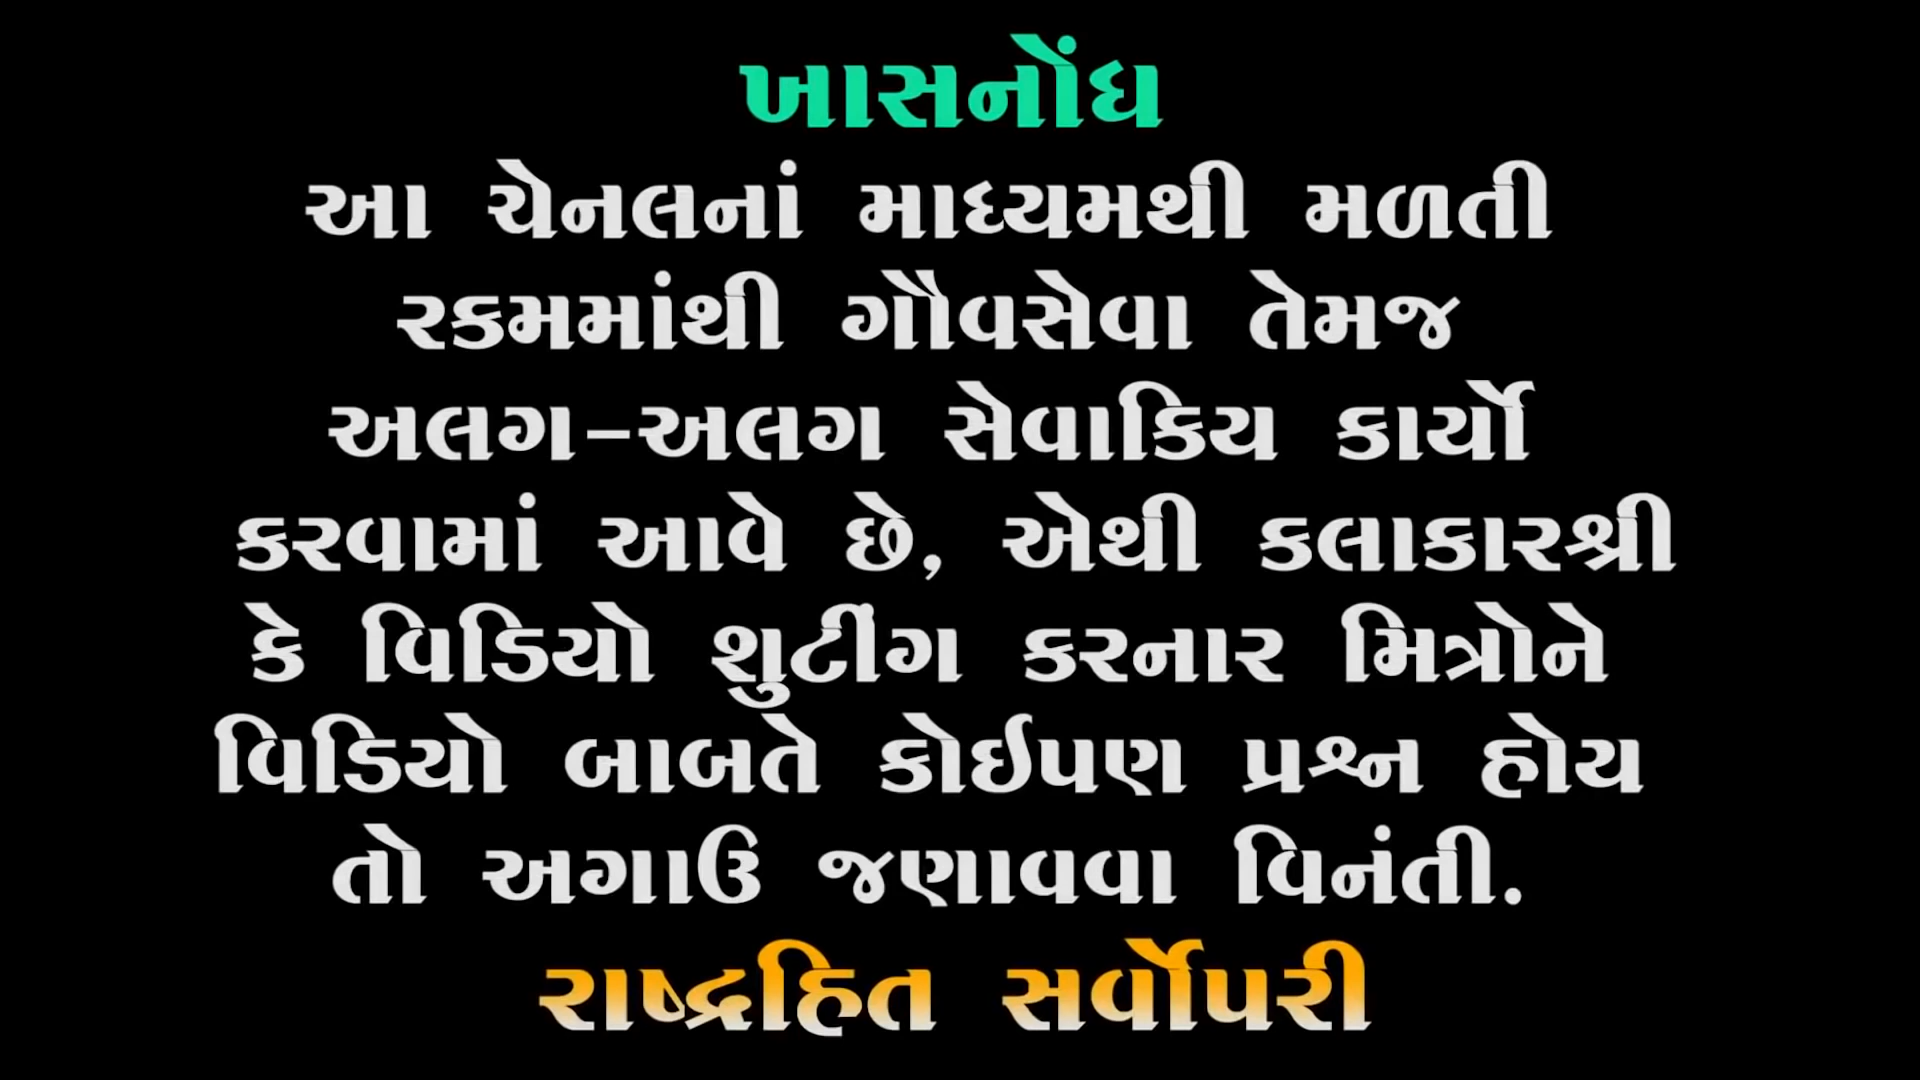 ખાસનોંધ
આ ચેનલનાં માધ્યમથી મળતી
રકમમાંથી ગૌવસેવા તેમજ
અલગ-અલગ સેવાકિય કાર્યો
કરવામાં આવે છે, એથી કલાકારશ્રી
કે વિડિયો શુટીંગ કરનાર મિત્રોને
વિડિયો બાબતે કોઈપણ પ્રશ્ન હોય
તો અગાઉ જણાવવા વિનંતી.
રાષ્ટ્રહિત સર્વોપરી